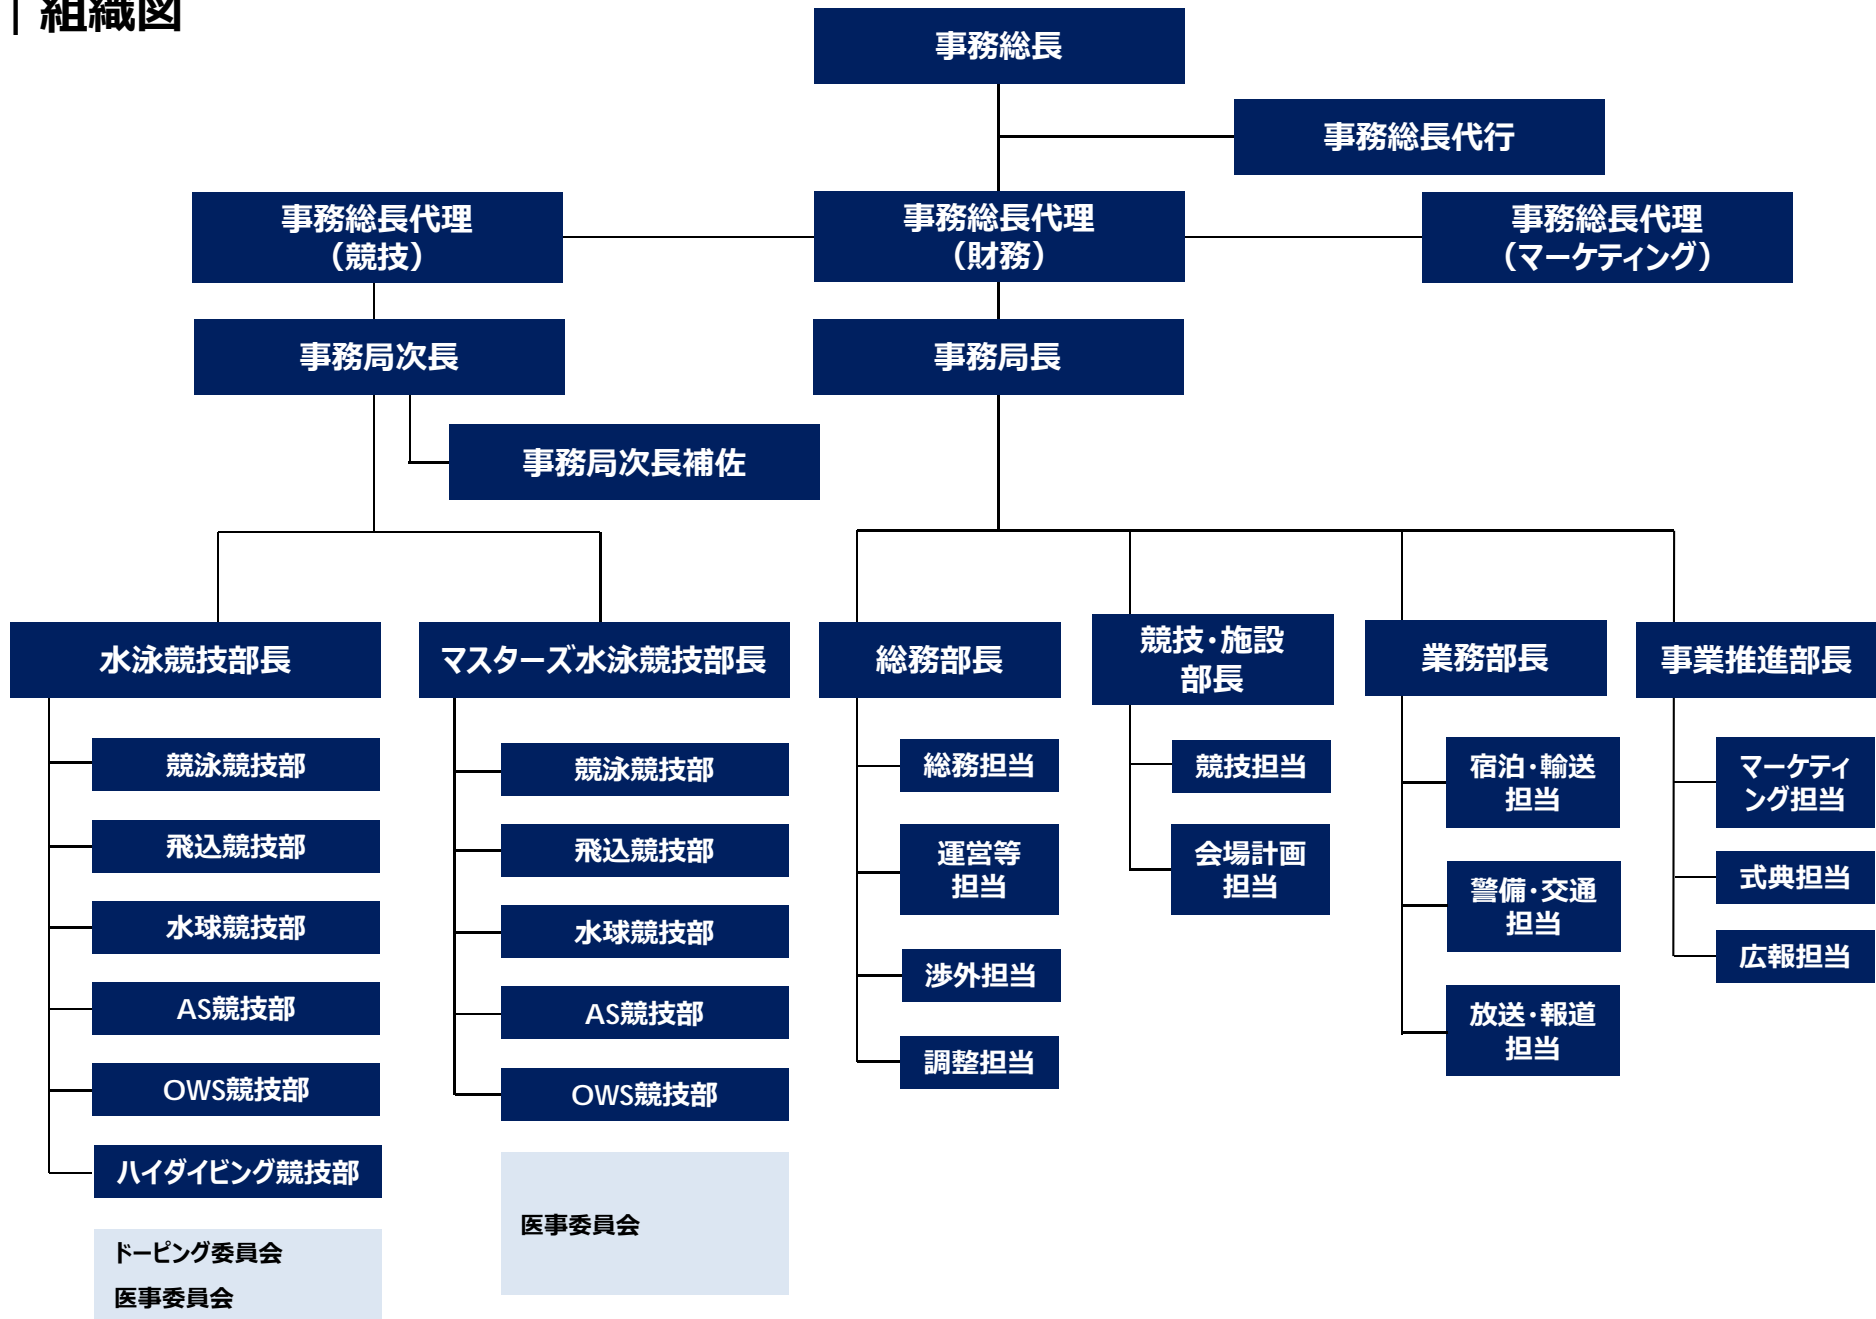 ｜組織図
事務総長
事務総長代行
事務総長代理
（競技）
事務総長代理
（財務）
事務総長代理
（マーケティング）
事務局次長
事務局長
事務局次長補佐
水泳競技部長
マスターズ水泳競技部長
総務部長
競技・施設
部長
業務部長
事業推進部長
競泳競技部
飛込競技部
水球競技部
AS競技部
OWS競技部
ハイダイビング競技部
ドーピング委員会
医事委員会
競泳競技部
飛込競技部
水球競技部
AS競技部
OWS競技部
医事委員会
総務担当
運営等
担当
渉外担当
調整担当
競技担当
会場計画
担当
宿泊・輸送
担当
警備・交通
担当
放送・報道
担当
マーケティ
ング担当
式典担当
広報担当